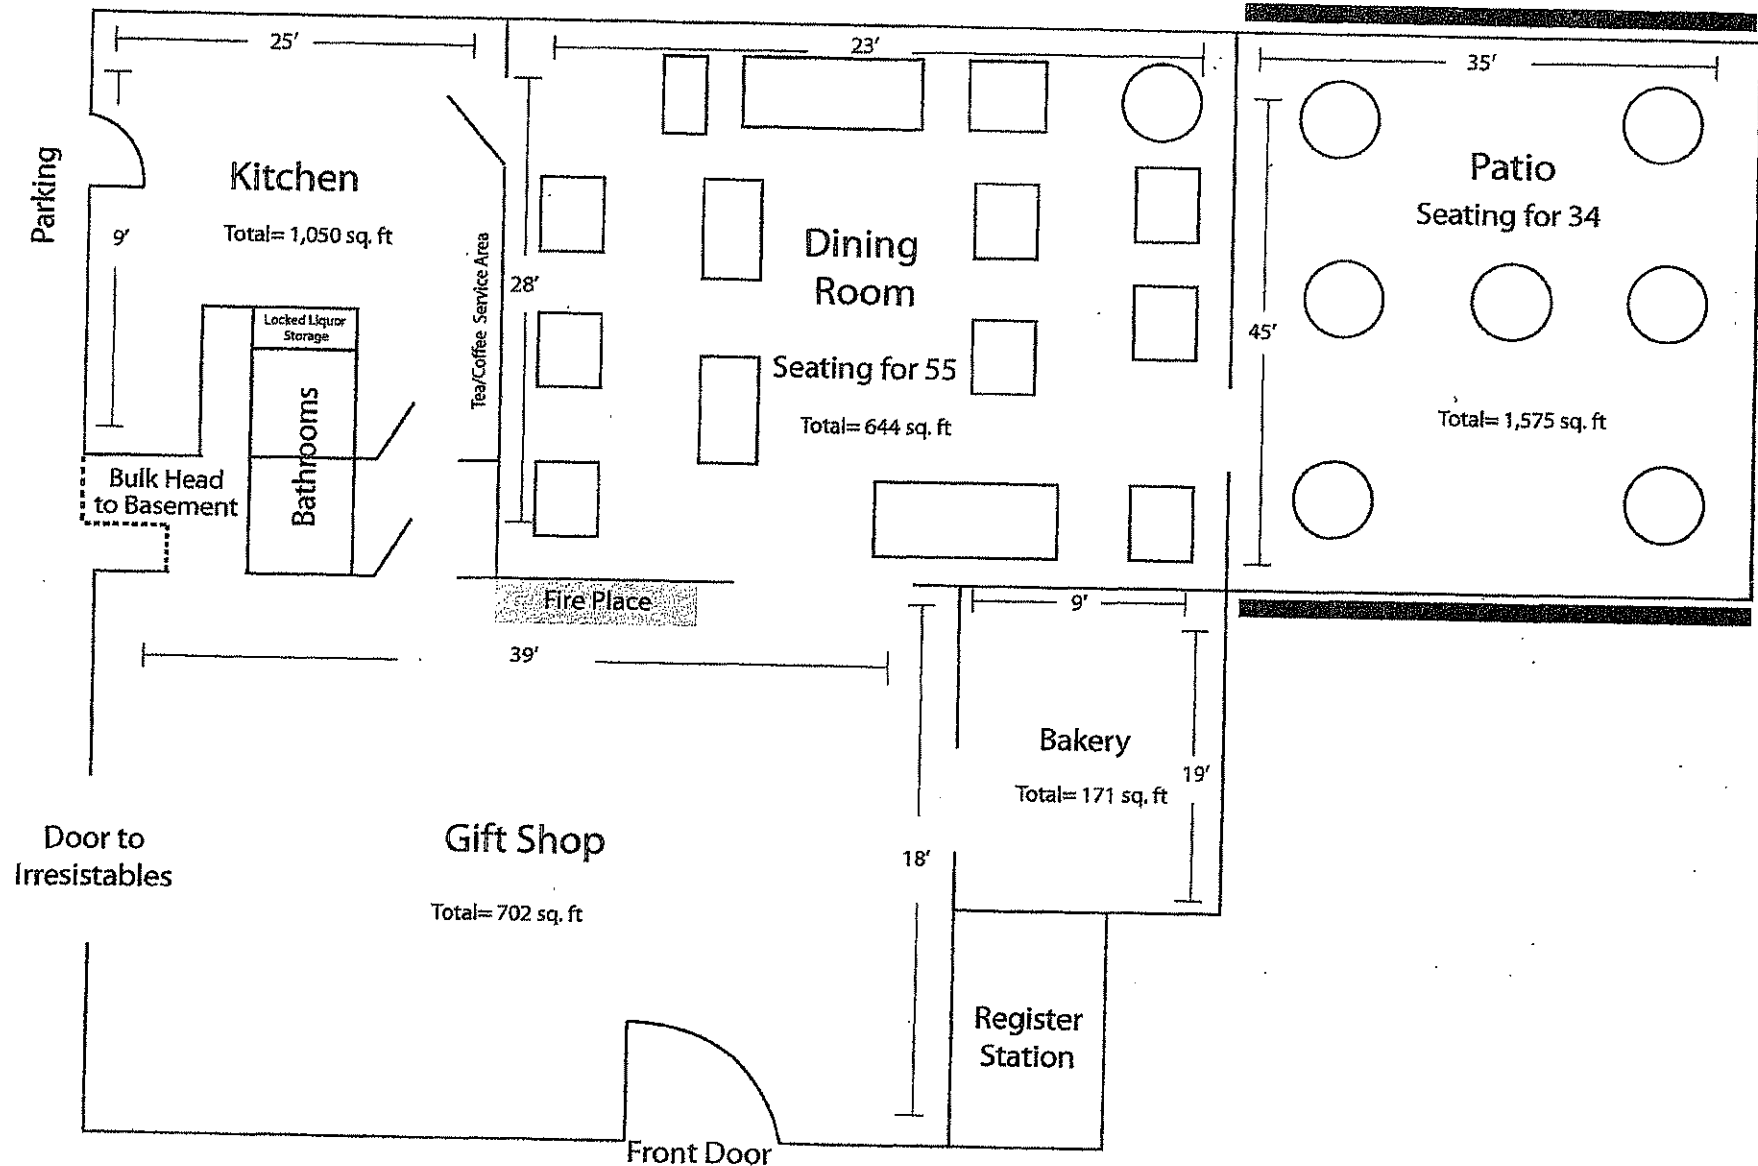 25′
23′
35′
Parking
Kitchen
Total= 1,050 sq. ft
9′
Locked Liquor
Storage
Bathrooms
Bulk Head
to Basement
Tea/Coffee Service Area
28′
Dining
Room
Seating for 55
Total= 644 sq. ft
Patio
Seating for 34
45′
Total= 1,575 sq. ft
Fire Place
39′
9′
Bakery
Total= 171 sq. ft
19′
Door to
Irresistables
Gift Shop
Total= 702 sq. ft
18′
Register
Station
Front Door